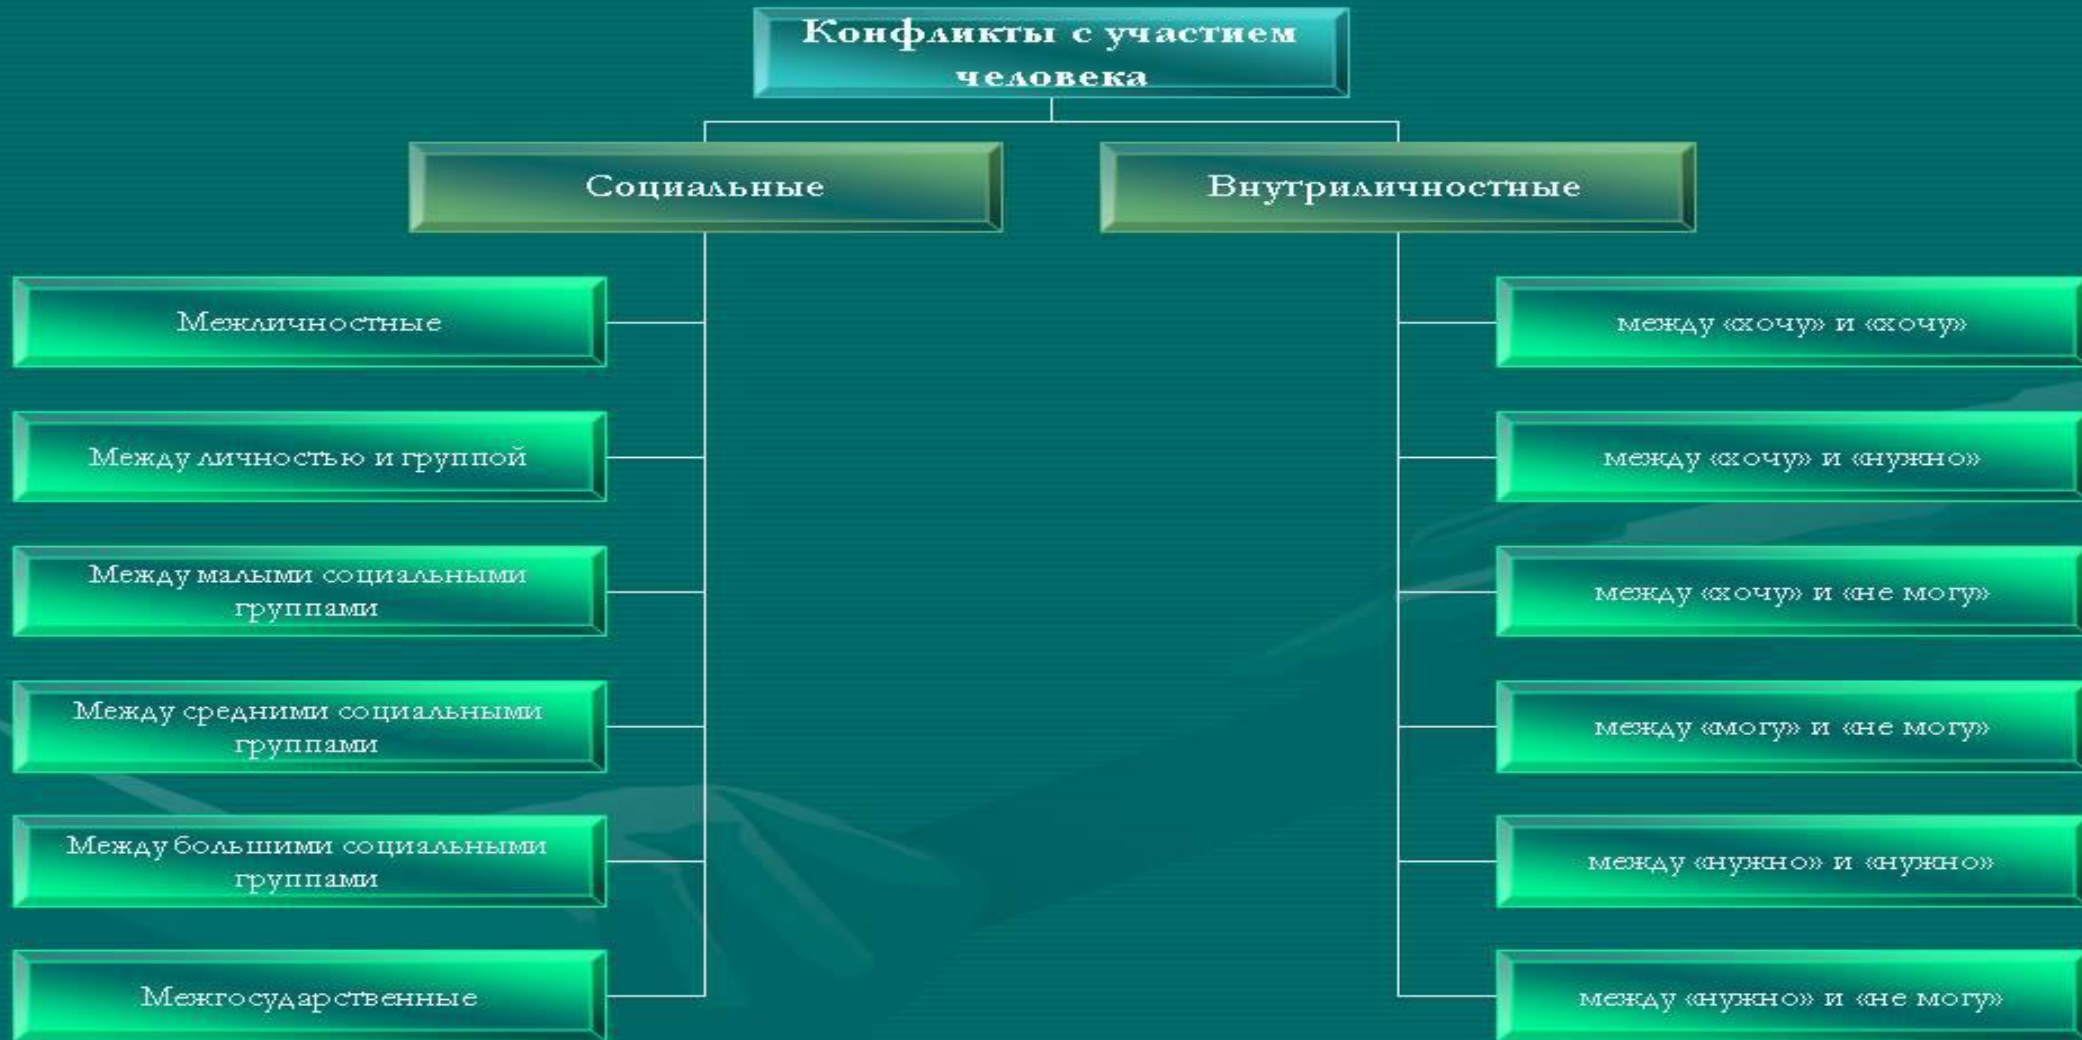 Конфликты с участием
человека
Социальные
Внутриличностные
Межличностные
Между личностью и группой
Между малыми социальными
группами
Между средними социальными
группами
Между большими социальными
группами
Межгосударственные
между «хочу» и «хочу»
между «хочу» и «нужно»
между «хочу» и «не могу»
между «могу» и «не могу»
между «нужно» и «нужно»
между «нужно» и «не могу»